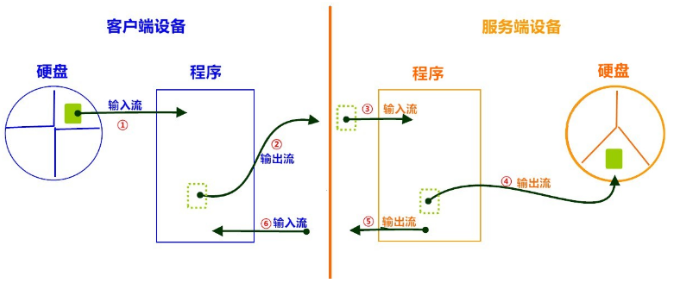 客户端设备
服务端设备
硬盘
程序
程序
硬盘
输入流
①
②
输出流
③ 输入流
④ 输出流
⑤ 输出流
⑥ 输入流